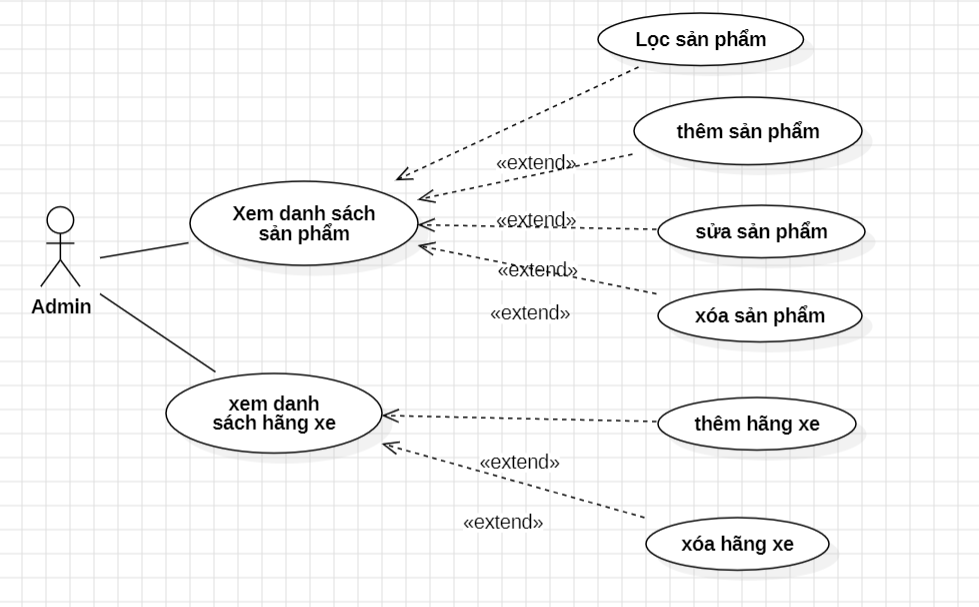 Lọc sản phẩm
thêm sản phẩm
«extend»
Xem danh sách
sản phẩm
«extend»
sửa sản phẩm
«extend»
Admin
«extend»
xóa sản phẩm
xem danh
sách hãng xe
thêm hãng xe
«extend»
«extend»
xóa hãng xe